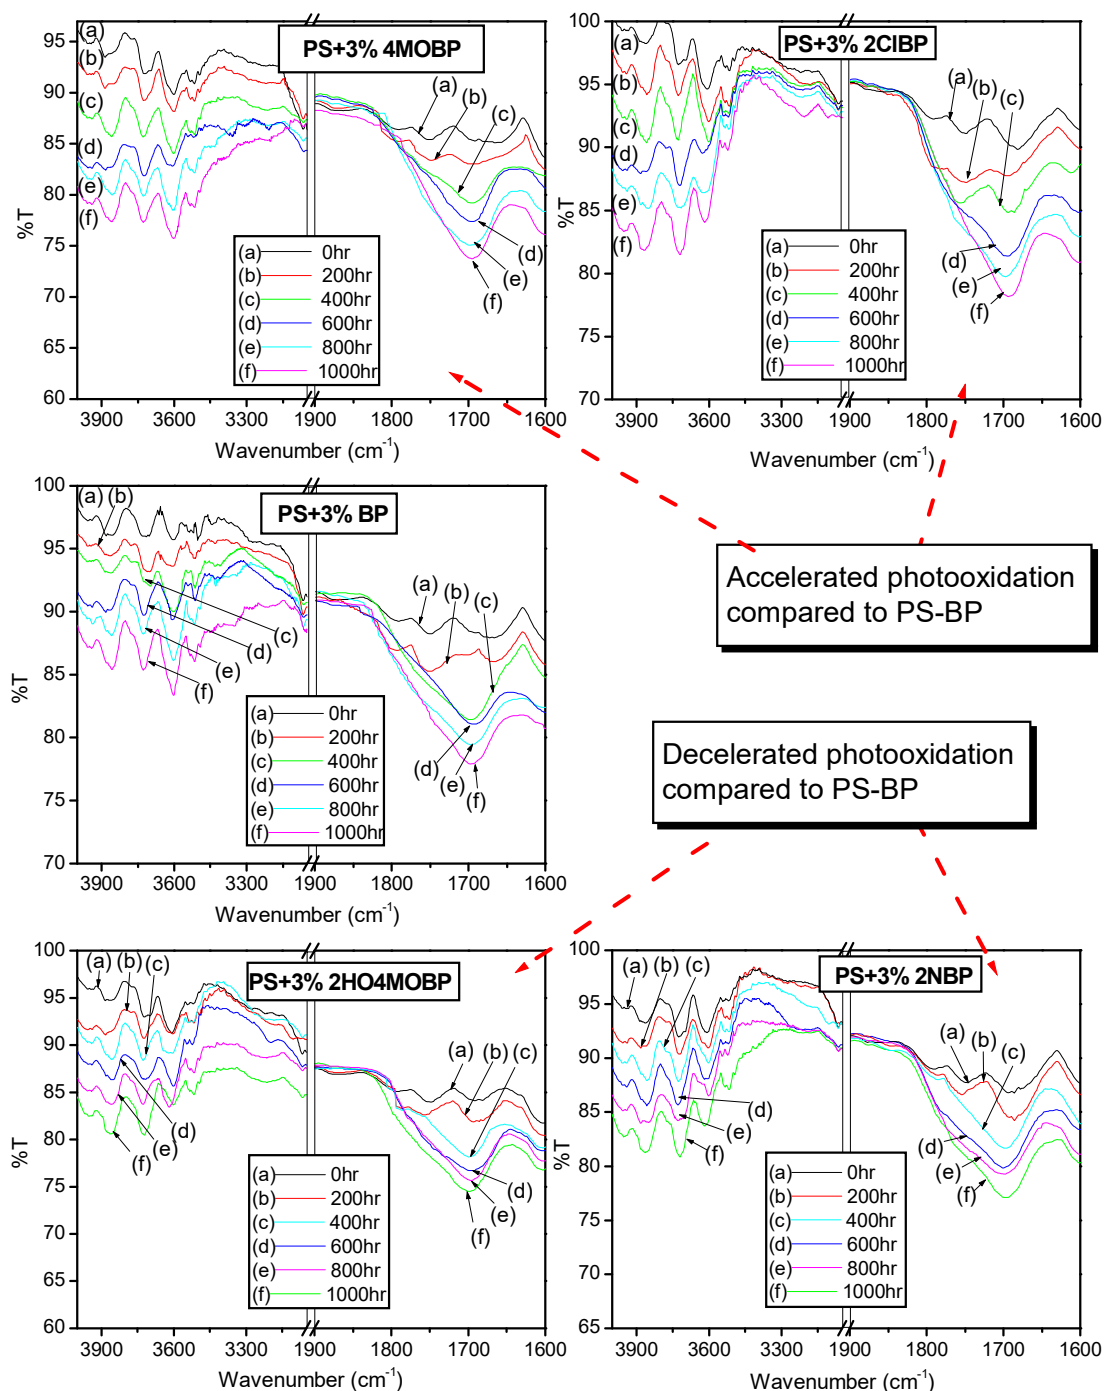 PS+3% 4MOBP
95
90
85
80
75
70
65
60
%T
(a)
(b)
(c)
(d)
(e)
(f)
(a) 0hr
(b) 200hr
(c) 400hr
(d) 600hr
(e) 800hr
(f) 1000hr
(a)
(b)
(c)
(d)
(e)
(f)
3900 3600 3300 1900 1800 1700 1600
Wavenumber (cm-1)
PS+3% 2ClBP
100
95
90
85
80
75
70
%T
(a)
(b)
(c)
(d)
(e)
(f)
(a) 0hr
(b) 200hr
(c) 400hr
(d) 600hr
(e) 800hr
(f) 1000hr
(a)
(b)
(c)
(d)
(e)
(f)
3900 3600 3300 1900 1800 1700 1600
Wavenumber (cm-1)
PS+3% BP
100
95
90
85
80
75
70
%T
(a) (b)
(c)
(d)
(e)
(f)
(a) 0hr
(b) 200hr
(c) 400hr
(d) 600hr
(e) 800hr
(f) 1000hr
(a)
(b)
(c)
(d)
(e)
(f)
3900 3600 3300 1900 1800 1700 1600
Wavenumber (cm-1)
Accelerated photooxidation
compared to PS-BP
Decelerated photooxidation
compared to PS-BP
PS+3% 2HO4MOBP
100
95
90
85
80
75
70
65
60
%T
(a)
(b)
(c)
(d)
(e)
(f)
(a) 0hr
(b) 200hr
(c) 400hr
(d) 600hr
(e) 800hr
(f) 1000hr
(a)
(b)
(c)
(d)
(e)
(f)
3900 3600 3300 1900 1800 1700 1600
Wavenumber (cm-1)
PS+3% 2NBP
100
95
90
85
80
75
70
65
%T
(a)
(b)
(c)
(d)
(e)
(f)
(a) 0hr
(b) 200hr
(c) 400hr
(d) 600hr
(e) 800hr
(f) 1000hr
(a)
(b)
(c)
(d)
(e)
(f)
3900 3600 3300 1900 1800 1700 1600
Wavenumber (cm-1)